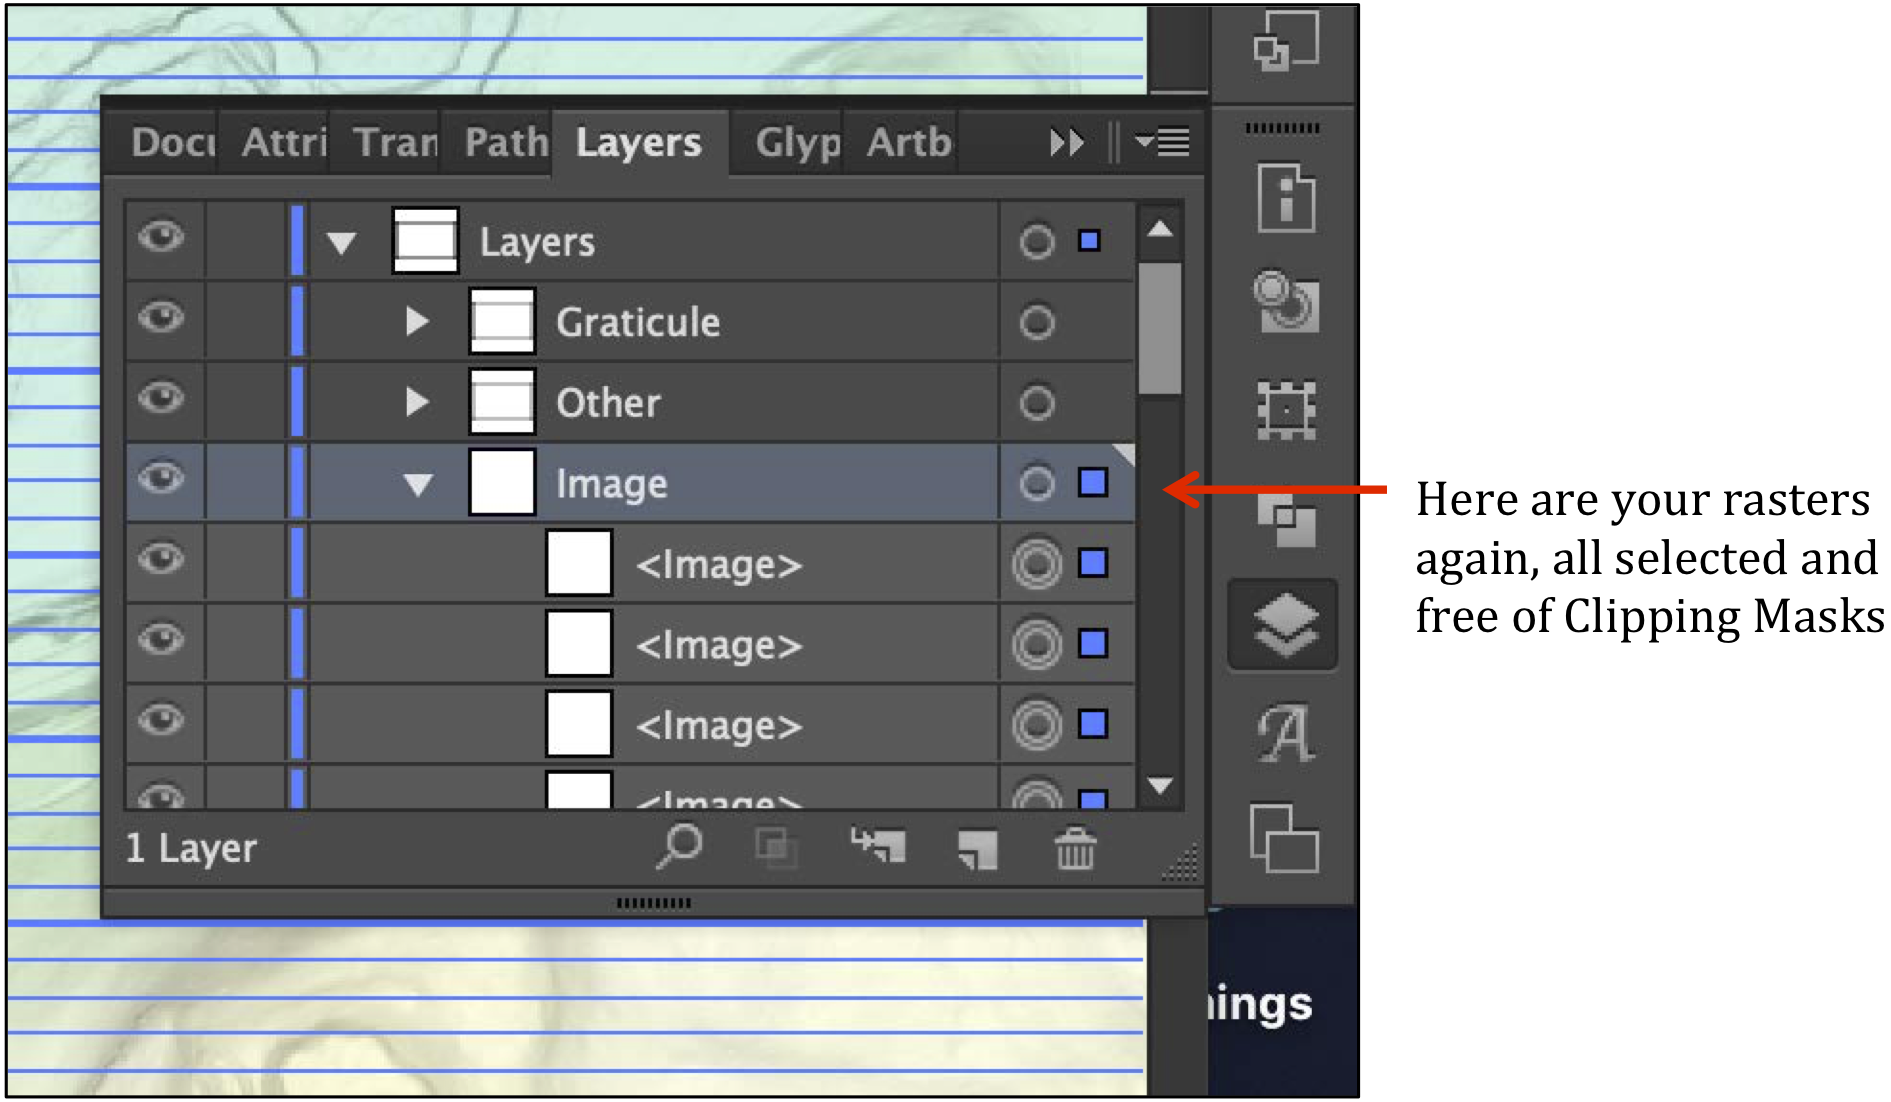 Docu Attri Tran Path Layers Glyp Artb
Layers
Graticule
Other
Image
<Image>
<Image>
<Image>
<Image>
1 Layer
Here are your rasters
again, all selected and
free of Clipping Masks
ings